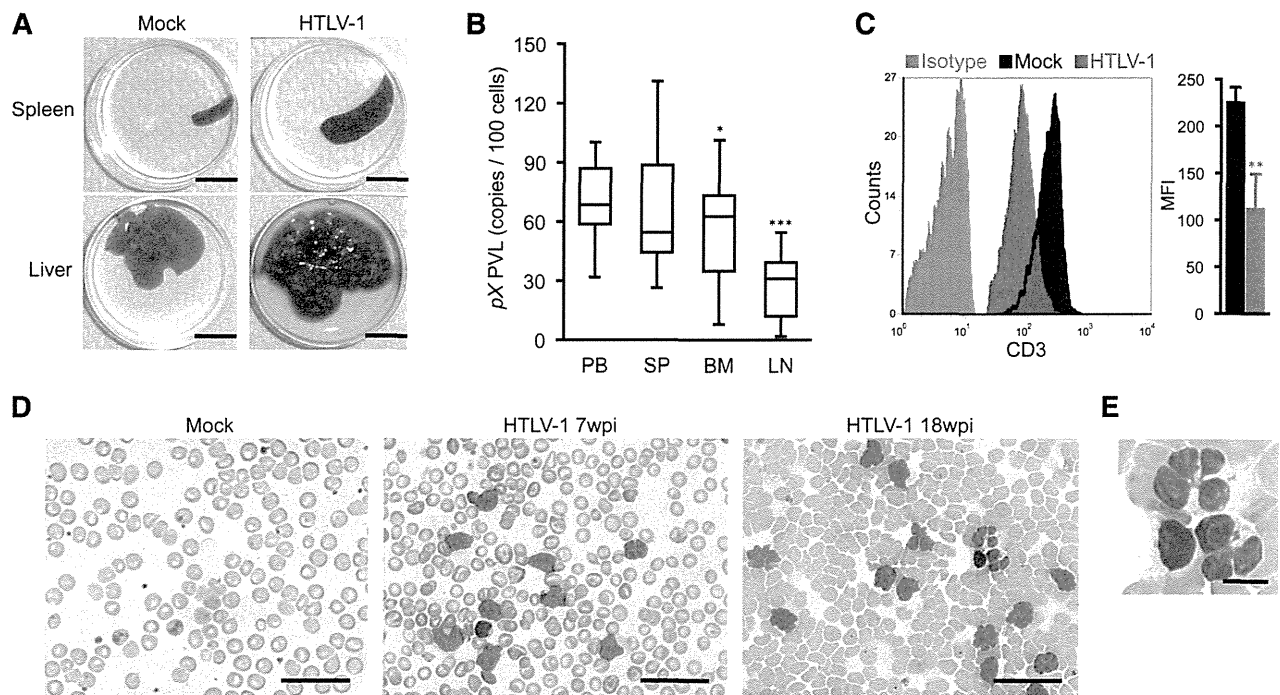 A
Mock
HTLV-1
Spleen
Liver
B
pX PVL (copies / 100 cells)
150
120
90
60
30
0
*
***
PB SP BM LN
C
Isotype Mock HTLV-1
Counts
27
20
14
7
0
10⁰ 10¹ 10² 10³ 10⁴
CD3
MFI
250
200
150
100
50
0
**
D
Mock
HTLV-1 7wpi
HTLV-1 18wpi
E